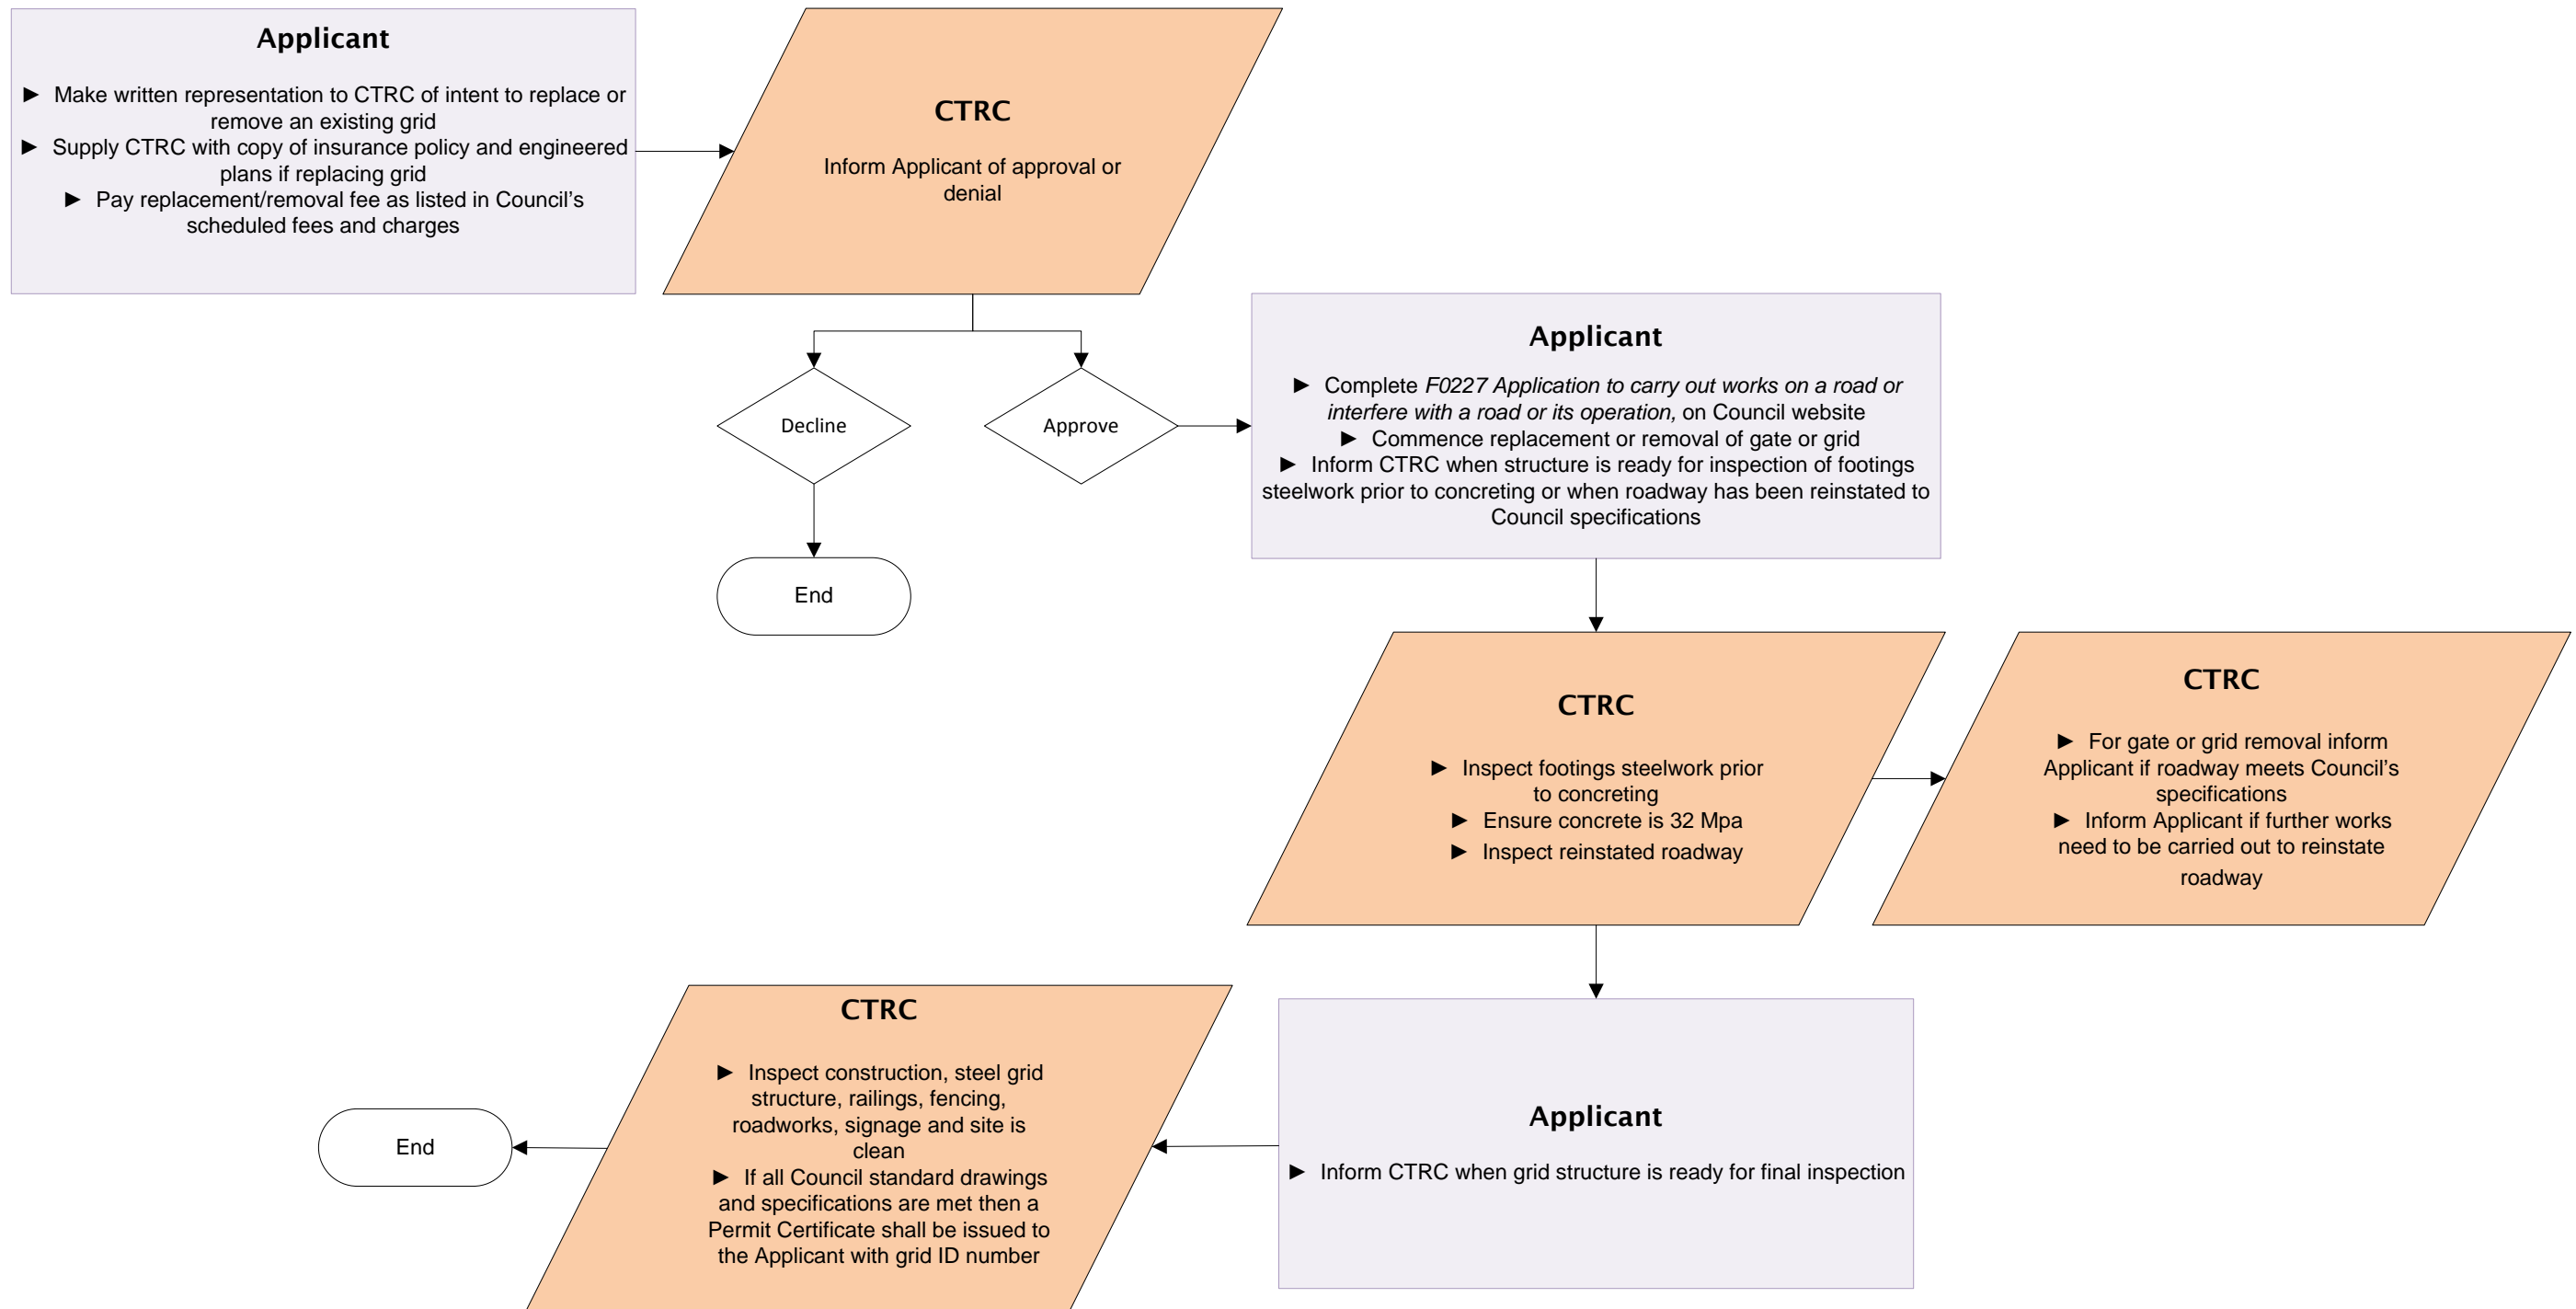 Applicant
► Make written representation to CTRC of intent to replace or
remove an existing grid
► Supply CTRC with copy of insurance policy and engineered
plans if replacing grid
► Pay replacement/removal fee as listed in Council’s
scheduled fees and charges
CTRC
Inform Applicant of approval or
denial
Decline
Approve
End
Applicant
► Complete F0227 Application to carry out works on a road or
interfere with a road or its operation, on Council website
► Commence replacement or removal of gate or grid
► Inform CTRC when structure is ready for inspection of footings
steelwork prior to concreting or when roadway has been reinstated to
Council specifications
CTRC
► Inspect footings steelwork prior
to concreting
► Ensure concrete is 32 Mpa
► Inspect reinstated roadway
CTRC
► For gate or grid removal inform
Applicant if roadway meets Council’s
specifications
► Inform Applicant if further works
need to be carried out to reinstate
roadway
Applicant
► Inform CTRC when grid structure is ready for final inspection
CTRC
► Inspect construction, steel grid
structure, railings, fencing,
roadworks, signage and site is
clean
► If all Council standard drawings
and specifications are met then a
Permit Certificate shall be issued to
the Applicant with grid ID number
End